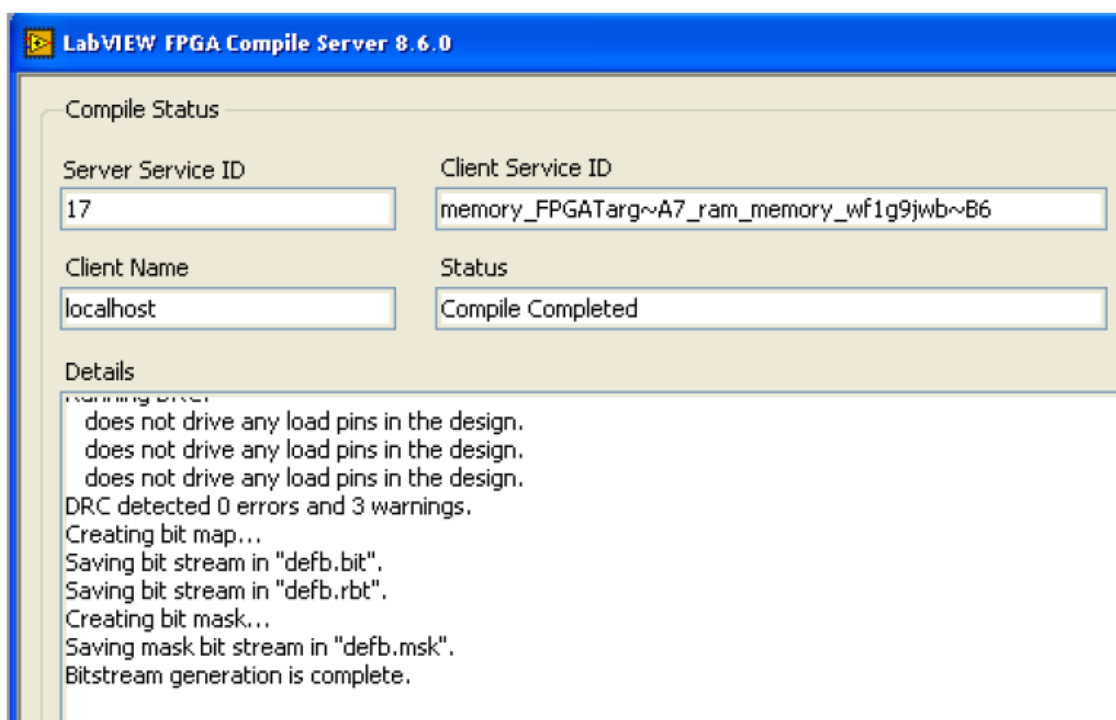 LabVIEW FPGA Compile Server 8.6.0
Compile Status
Server Service ID
Client Service ID
17
memory_FPGATarg~A7_ram_memory_wf1g9jwb~B6
Client Name
Status
localhost
Compile Completed
Details
Running DRC.
does not drive any load pins in the design.
does not drive any load pins in the design.
does not drive any load pins in the design.
DRC detected 0 errors and 3 warnings.
Creating bit map...
Saving bit stream in "defb.bit".
Saving bit stream in "defb.rbt".
Creating bit mask...
Saving mask bit stream in "defb.msk".
Bitstream generation is complete.